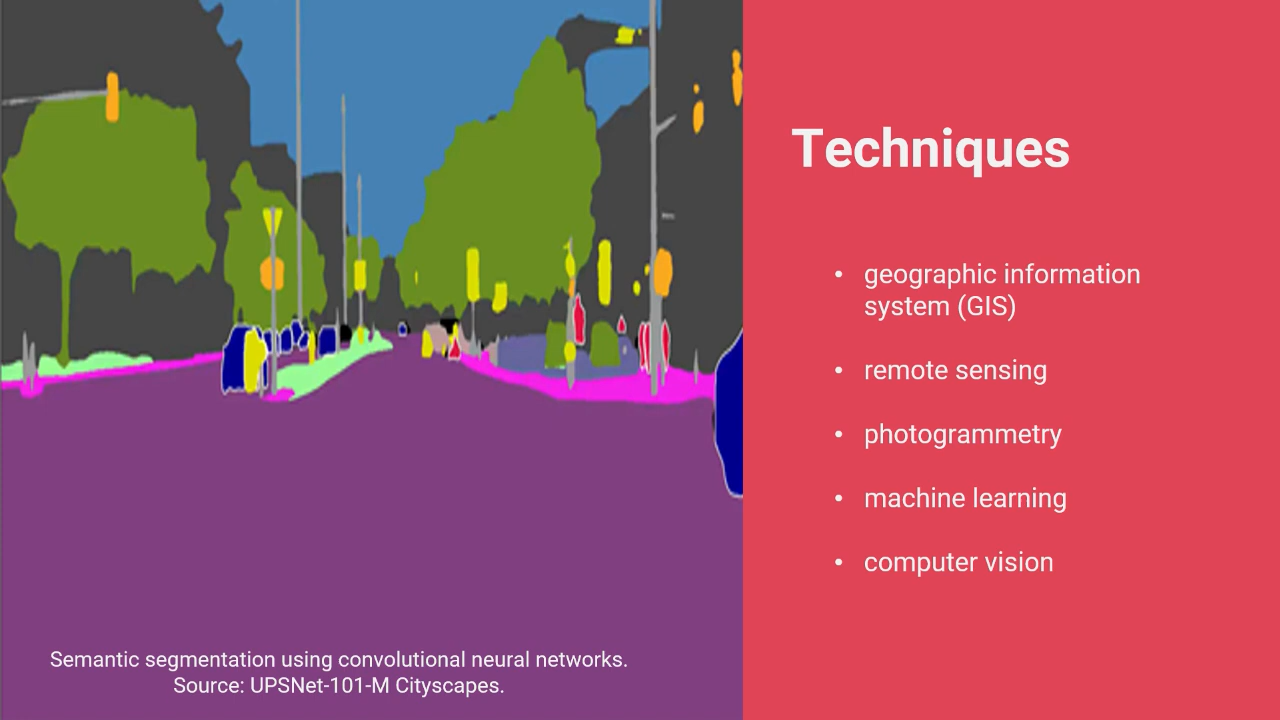 Techniques
• geographic information
system (GIS)
• remote sensing
• photogrammetry
• machine learning
• computer vision
Semantic segmentation using convolutional neural networks.
Source: UPSNet-101-M Cityscapes.